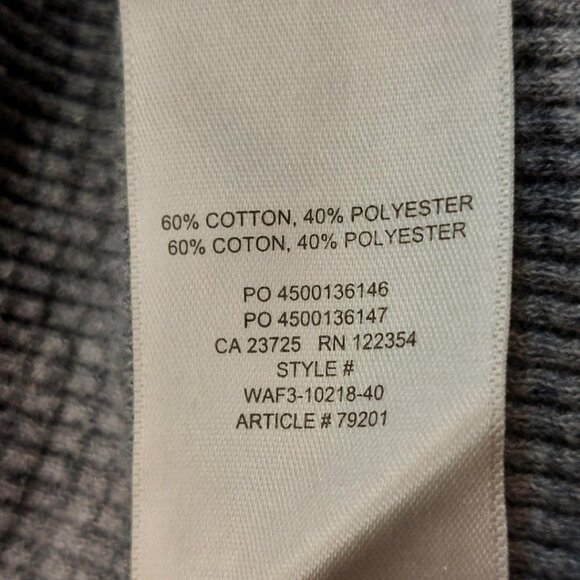 60% COTTON, 40% POLYESTER
60% COTON, 40% POLYESTER
PO 4500136146
PO 4500136147
CA 23725 RN 122354
STYLE #
WAF3-10218-40
ARTICLE # 79201